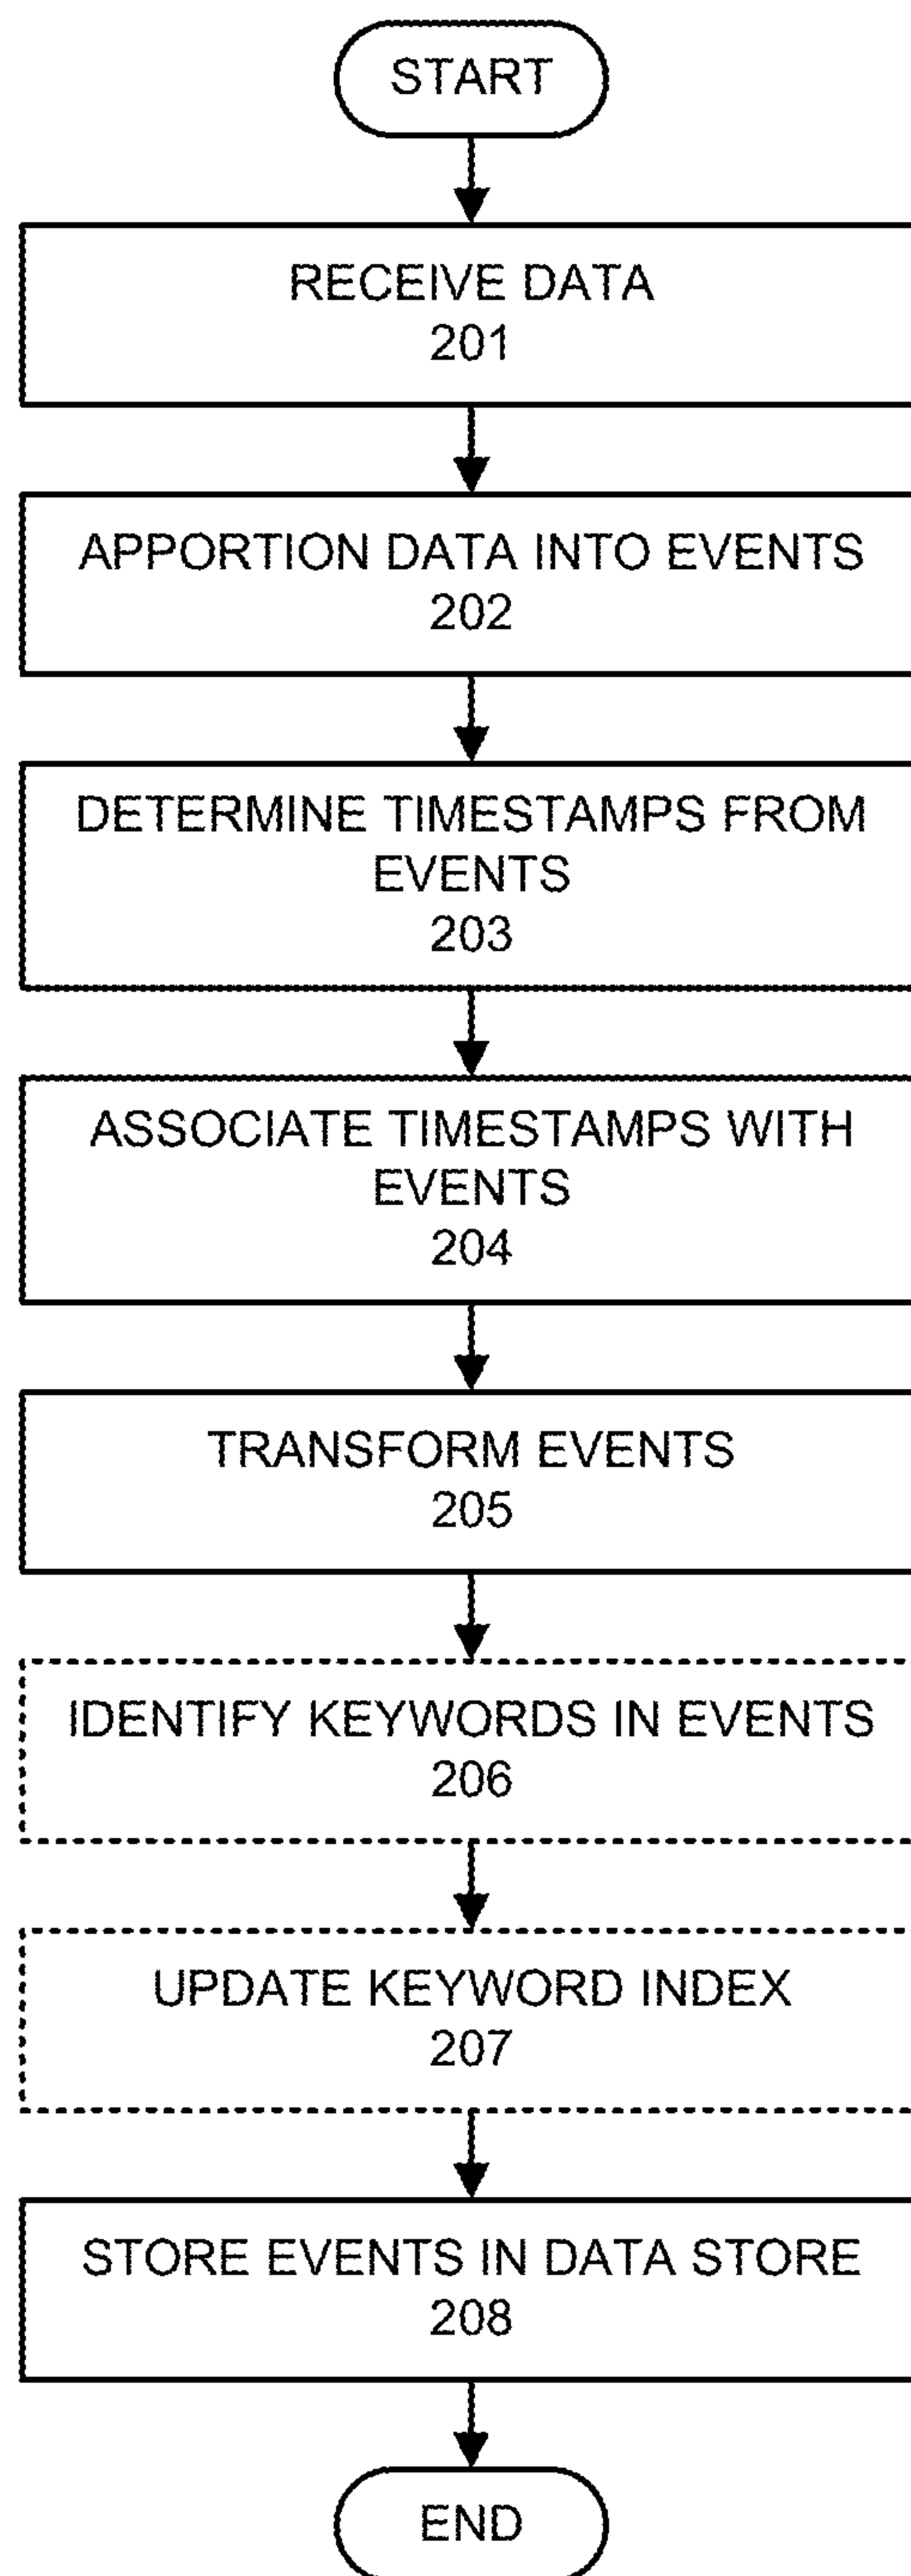 START
RECEIVE DATA
201
APPORTION DATA INTO EVENTS
202
DETERMINE TIMESTAMPS FROM
EVENTS
203
ASSOCIATE TIMESTAMPS WITH
EVENTS
204
TRANSFORM EVENTS
205
IDENTIFY KEYWORDS IN EVENTS
206
UPDATE KEYWORD INDEX
207
STORE EVENTS IN DATA STORE
208
END